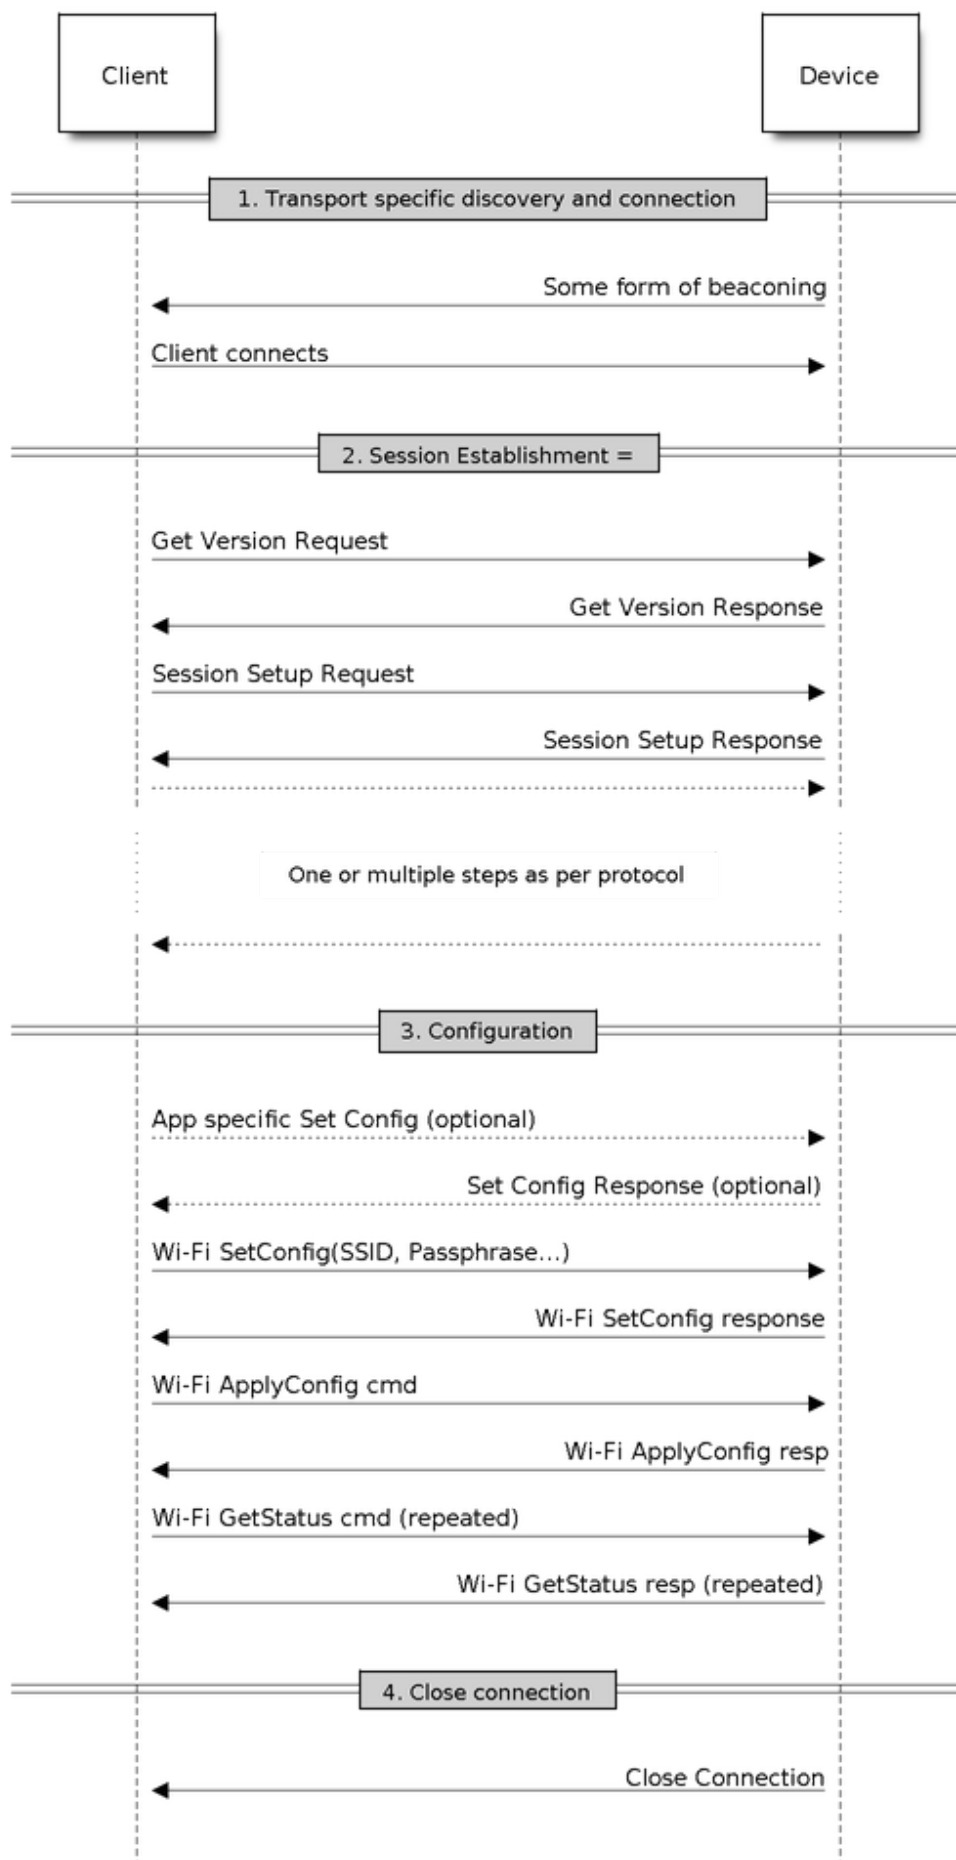 Client
Device
1. Transport specific discovery and connection
Some form of beaconing
Client connects
2. Session Establishment =
Get Version Request
Get Version Response
Session Setup Request
Session Setup Response
One or multiple steps as per protocol
3. Configuration
App specific Set Config (optional)
Set Config Response (optional)
Wi-Fi SetConfig(SSID, Passphrase...)
Wi-Fi SetConfig response
Wi-Fi ApplyConfig cmd
Wi-Fi ApplyConfig resp
Wi-Fi GetStatus cmd (repeated)
Wi-Fi GetStatus resp (repeated)
4. Close connection
Close Connection